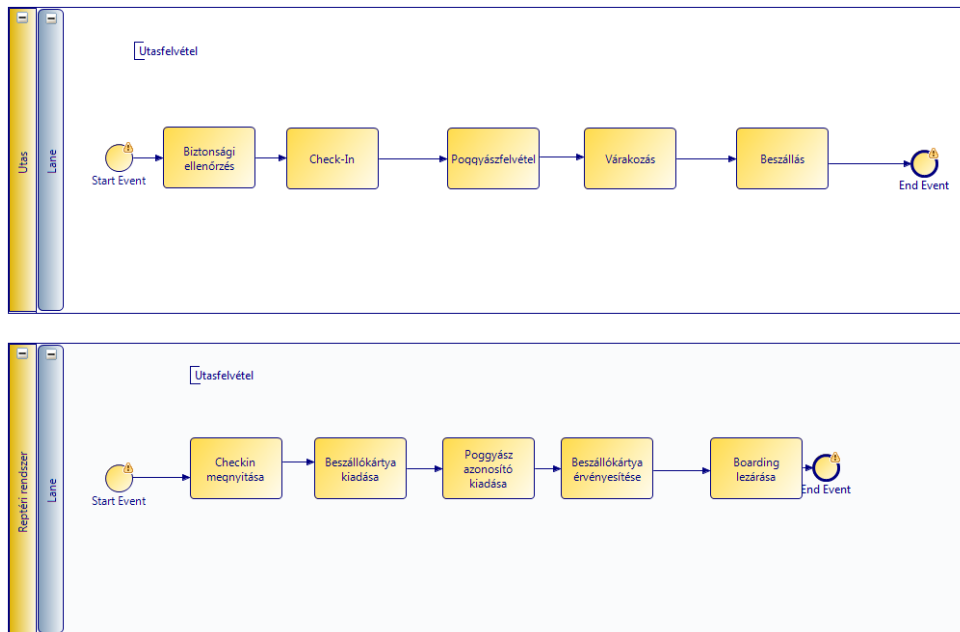 Utas
Lane
Utasfelvétel
Start Event
Biztonsági
ellenőrzés
Check-In
Poggyászfelvétel
Várakozás
Beszállás
End Event
Reptéri rendszer
Lane
Utasfelvétel
Start Event
Checkin
megnyitása
Beszállókártya
kiadása
Poggyász
azonosító
kiadása
Beszállókártya
érvényesítése
Boarding
lezárása
End Event